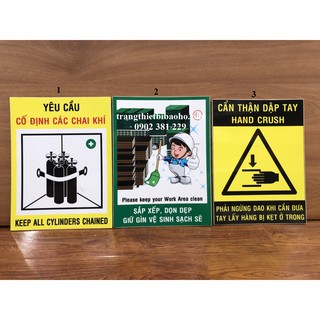 1
YÊU CẦU
CỐ ĐỊNH CÁC CHAI KHÍ
KEEP ALL CYLINDERS CHAINED
2
trangthietbibaoho.
0902 381 229
Please keep your Work Area clean
SẮP XẾP, DỌN DẸP
GIỮ GÌN VỆ SINH SẠCH SẼ
3
CẨN THẬN DẬP TAY
HAND CRUSH
PHẢI NGỪNG DAO KHI CẦN ĐƯA
TAY LẤY HÀNG BỊ KẸT Ở TRONG